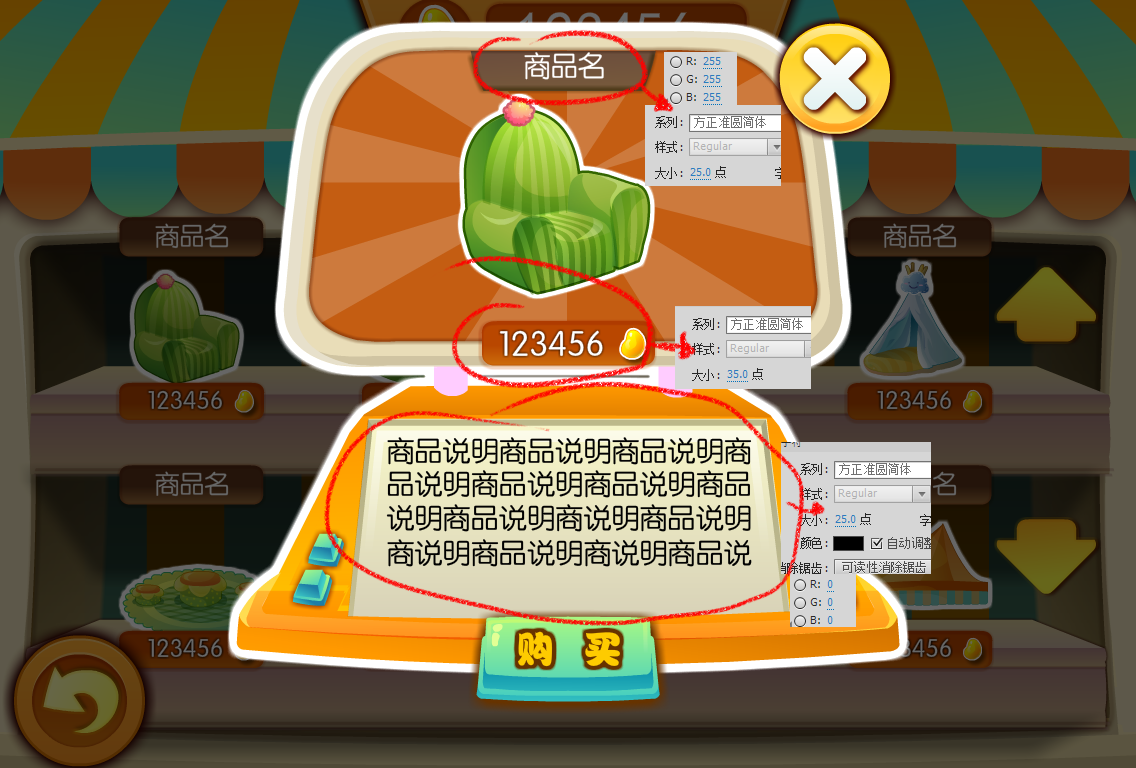 123456
商品名
R: 255
G: 255
B: 255
系列: 方正准圆简体
样式: Regular
大小: 25.0 点 字
商品名
商品名
123456
系列: 方正准圆简体
样式: Regular
大小: 35.0 点
123456
123456
商品说明商品说明商品说明商
品说明商品说明商品说明商品
说明商品说明商品说明商品说明
商说明商品说明商说明商品说
系列: 方正准圆简体
样式: Regular
大小: 25.0 点 字
颜色: 自动调整
消除锯齿: 可读性消除锯齿
R: 0
G: 0
B: 0
商品名
名
123456
3456
购 买